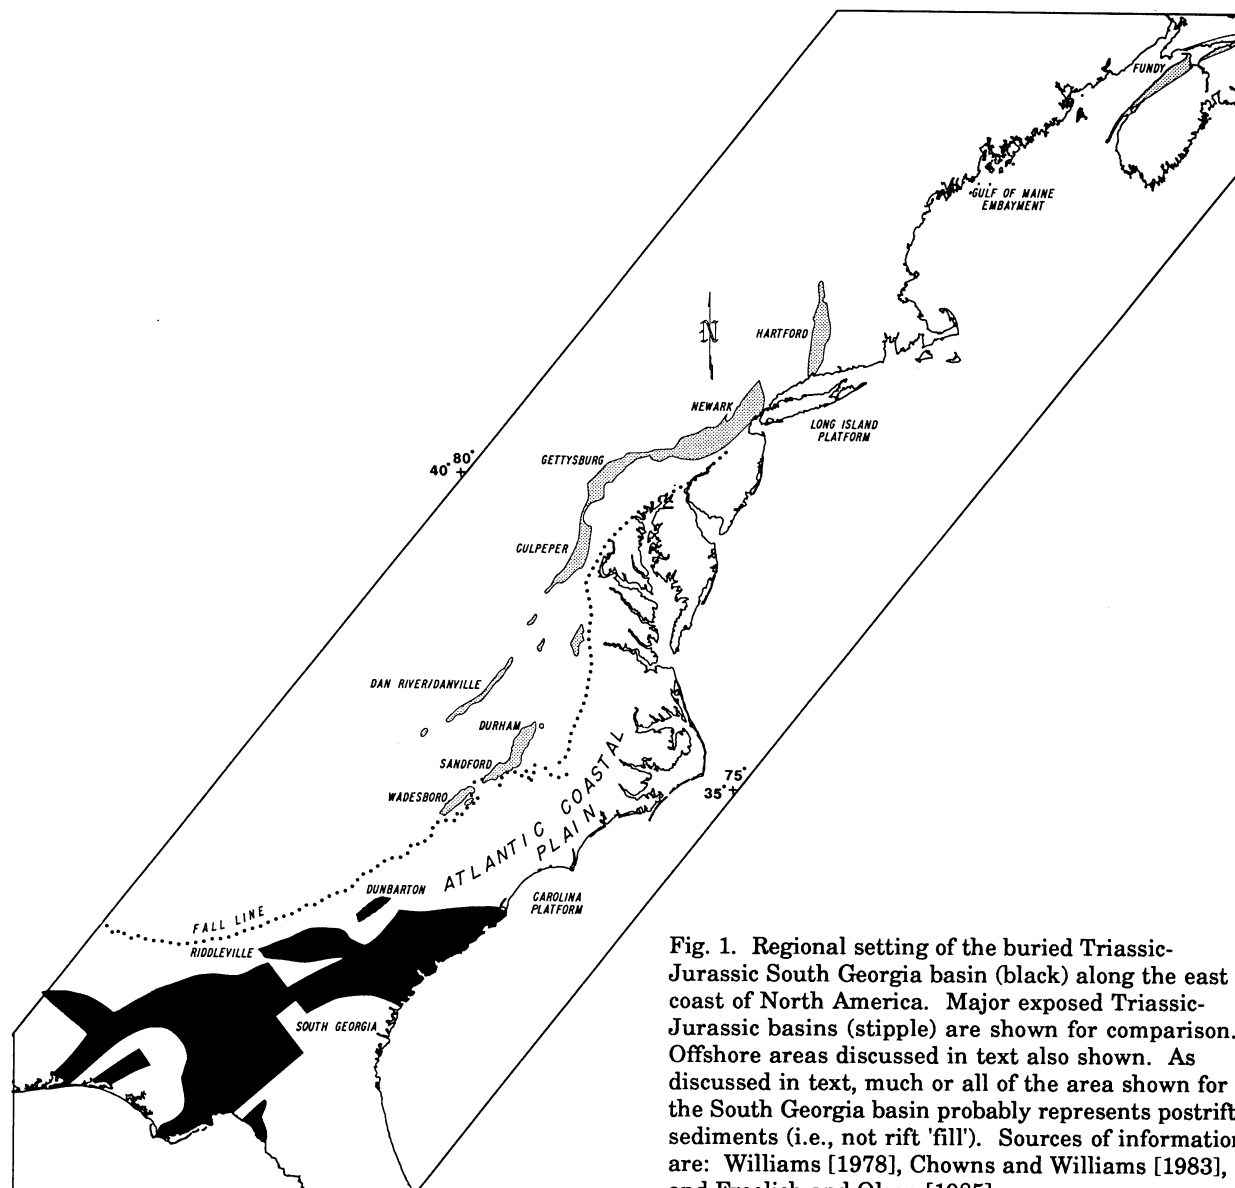 FUNDY
GULF OF MAINE
EMBAYMENT
HARTFORD
N
NEWARK
LONG ISLAND
PLATFORM
GETTYSBURG
40° 80°
CULPEPER
DAN RIVER/DANVILLE
DURHAM
SANDFORD
WADESBORO
75°
35°
ATLANTIC COASTAL
PLAIN
DUNBARTON
CAROLINA
PLATFORM
FALL LINE
RIDDLEVILLE
SOUTH GEORGIA
Fig. 1. Regional setting of the buried Triassic-
Jurassic South Georgia basin (black) along the east
coast of North America. Major exposed Triassic-
Jurassic basins (stipple) are shown for comparison.
Offshore areas discussed in text also shown. As
discussed in text, much or all of the area shown for
the South Georgia basin probably represents postrift
sediments (i.e., not rift 'fill'). Sources of information
are: Williams [1978], Chowns and Williams [1983],